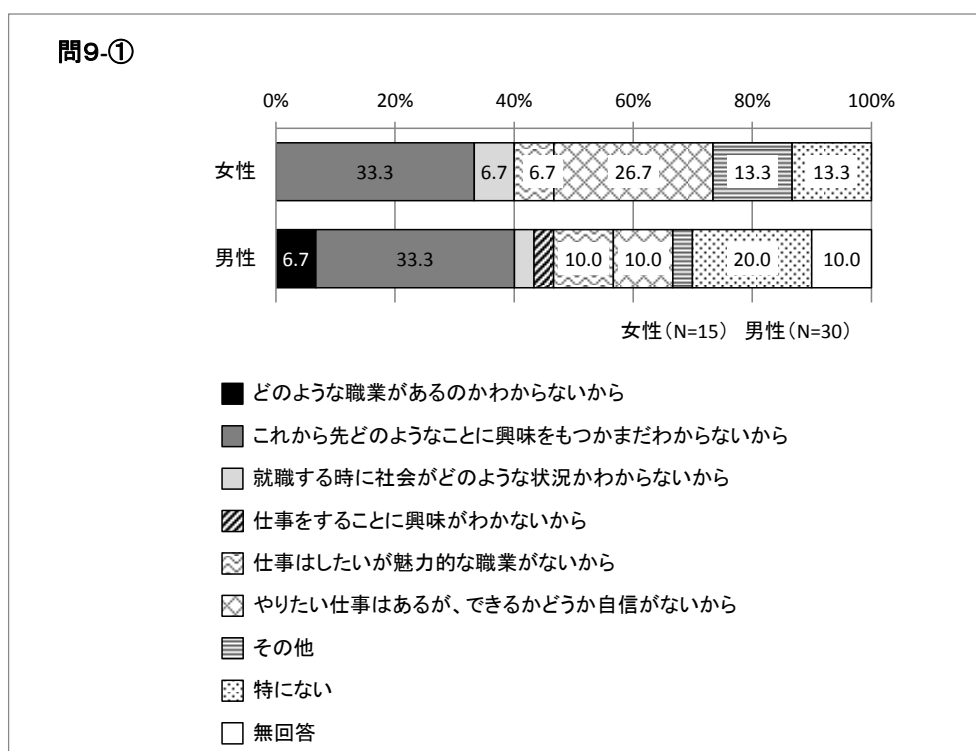 問9-①
0% 20% 40% 60% 80% 100%
女性 33.3 6.7 6.7 26.7 13.3 13.3
男性 6.7 33.3 10.0 10.0 20.0 10.0
女性(N=15) 男性(N=30)
どのような職業があるのかわからないから
これから先どのようなことに興味をもつかまだわからないから
就職する時に社会がどのような状況かわからないから
仕事をすることに興味がわかないから
仕事はしたいが魅力的な職業がないから
やりたい仕事はあるが、できるかどうか自信がないから
その他
特にない
無回答